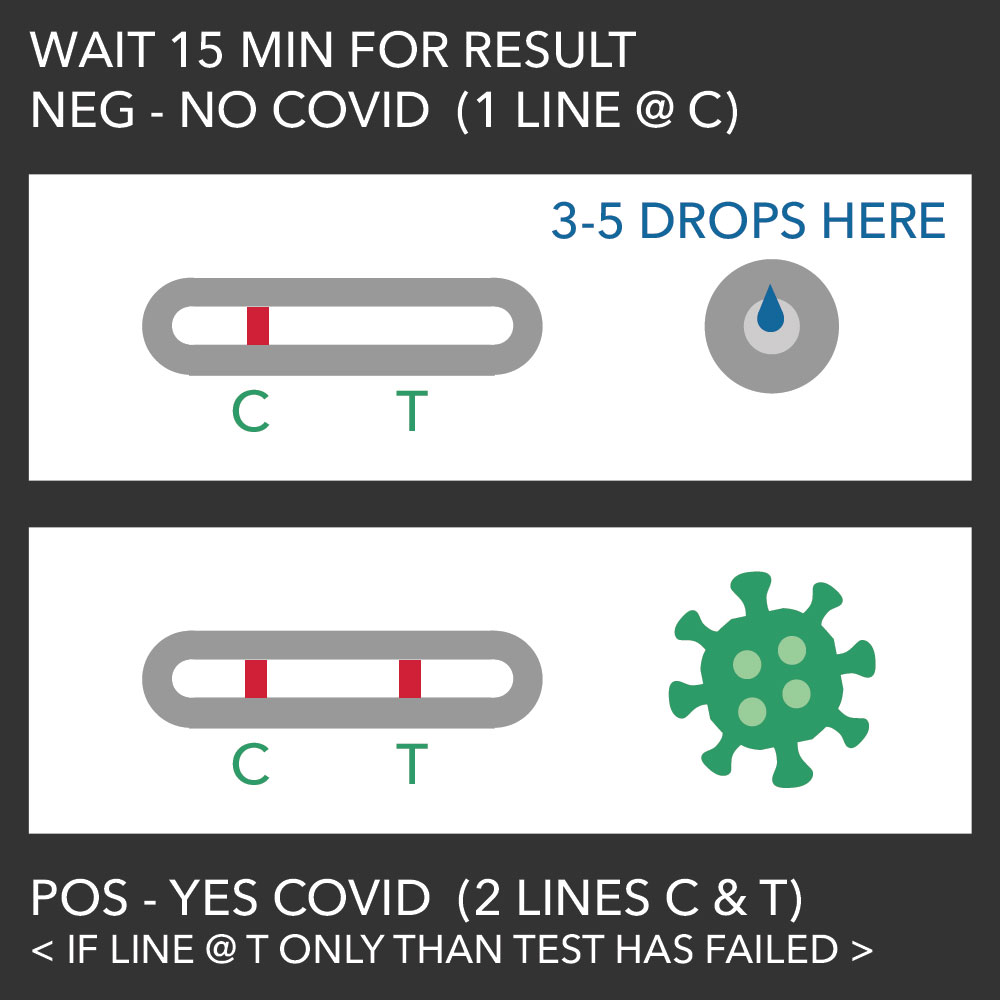 WAIT 15 MIN FOR RESULT
NEG - NO COVID (1 LINE @ C)
3-5 DROPS HERE
C T
C T
POS - YES COVID (2 LINES C & T)
< IF LINE @ T ONLY THAN TEST HAS FAILED >